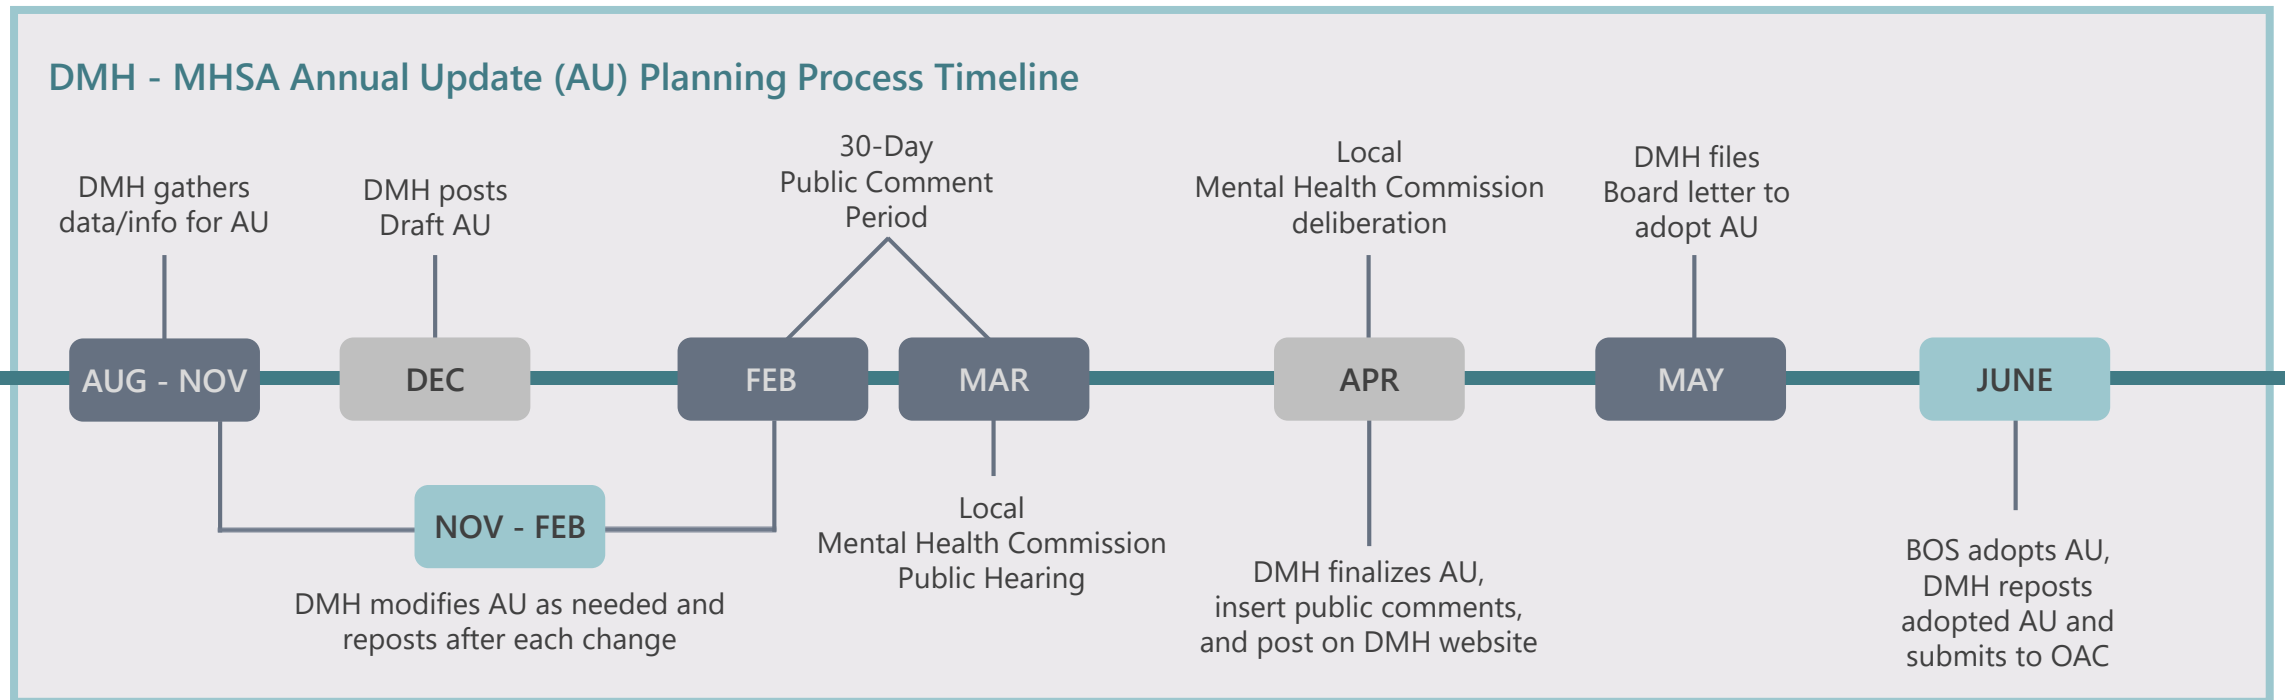 DMH - MHSA Annual Update (AU) Planning Process Timeline
DMH gathers
data/info for AU
DMH posts
Draft AU
30-Day
Public Comment
Period
Local
Mental Health Commission
deliberation
DMH files
Board letter to
adopt AU
AUG - NOV
DEC
FEB
MAR
APR
MAY
JUNE
NOV - FEB
DMH modifies AU as needed and
reposts after each change
Local
Mental Health Commission
Public Hearing
DMH finalizes AU,
insert public comments,
and post on DMH website
BOS adopts AU,
DMH reposts
adopted AU and
submits to OAC